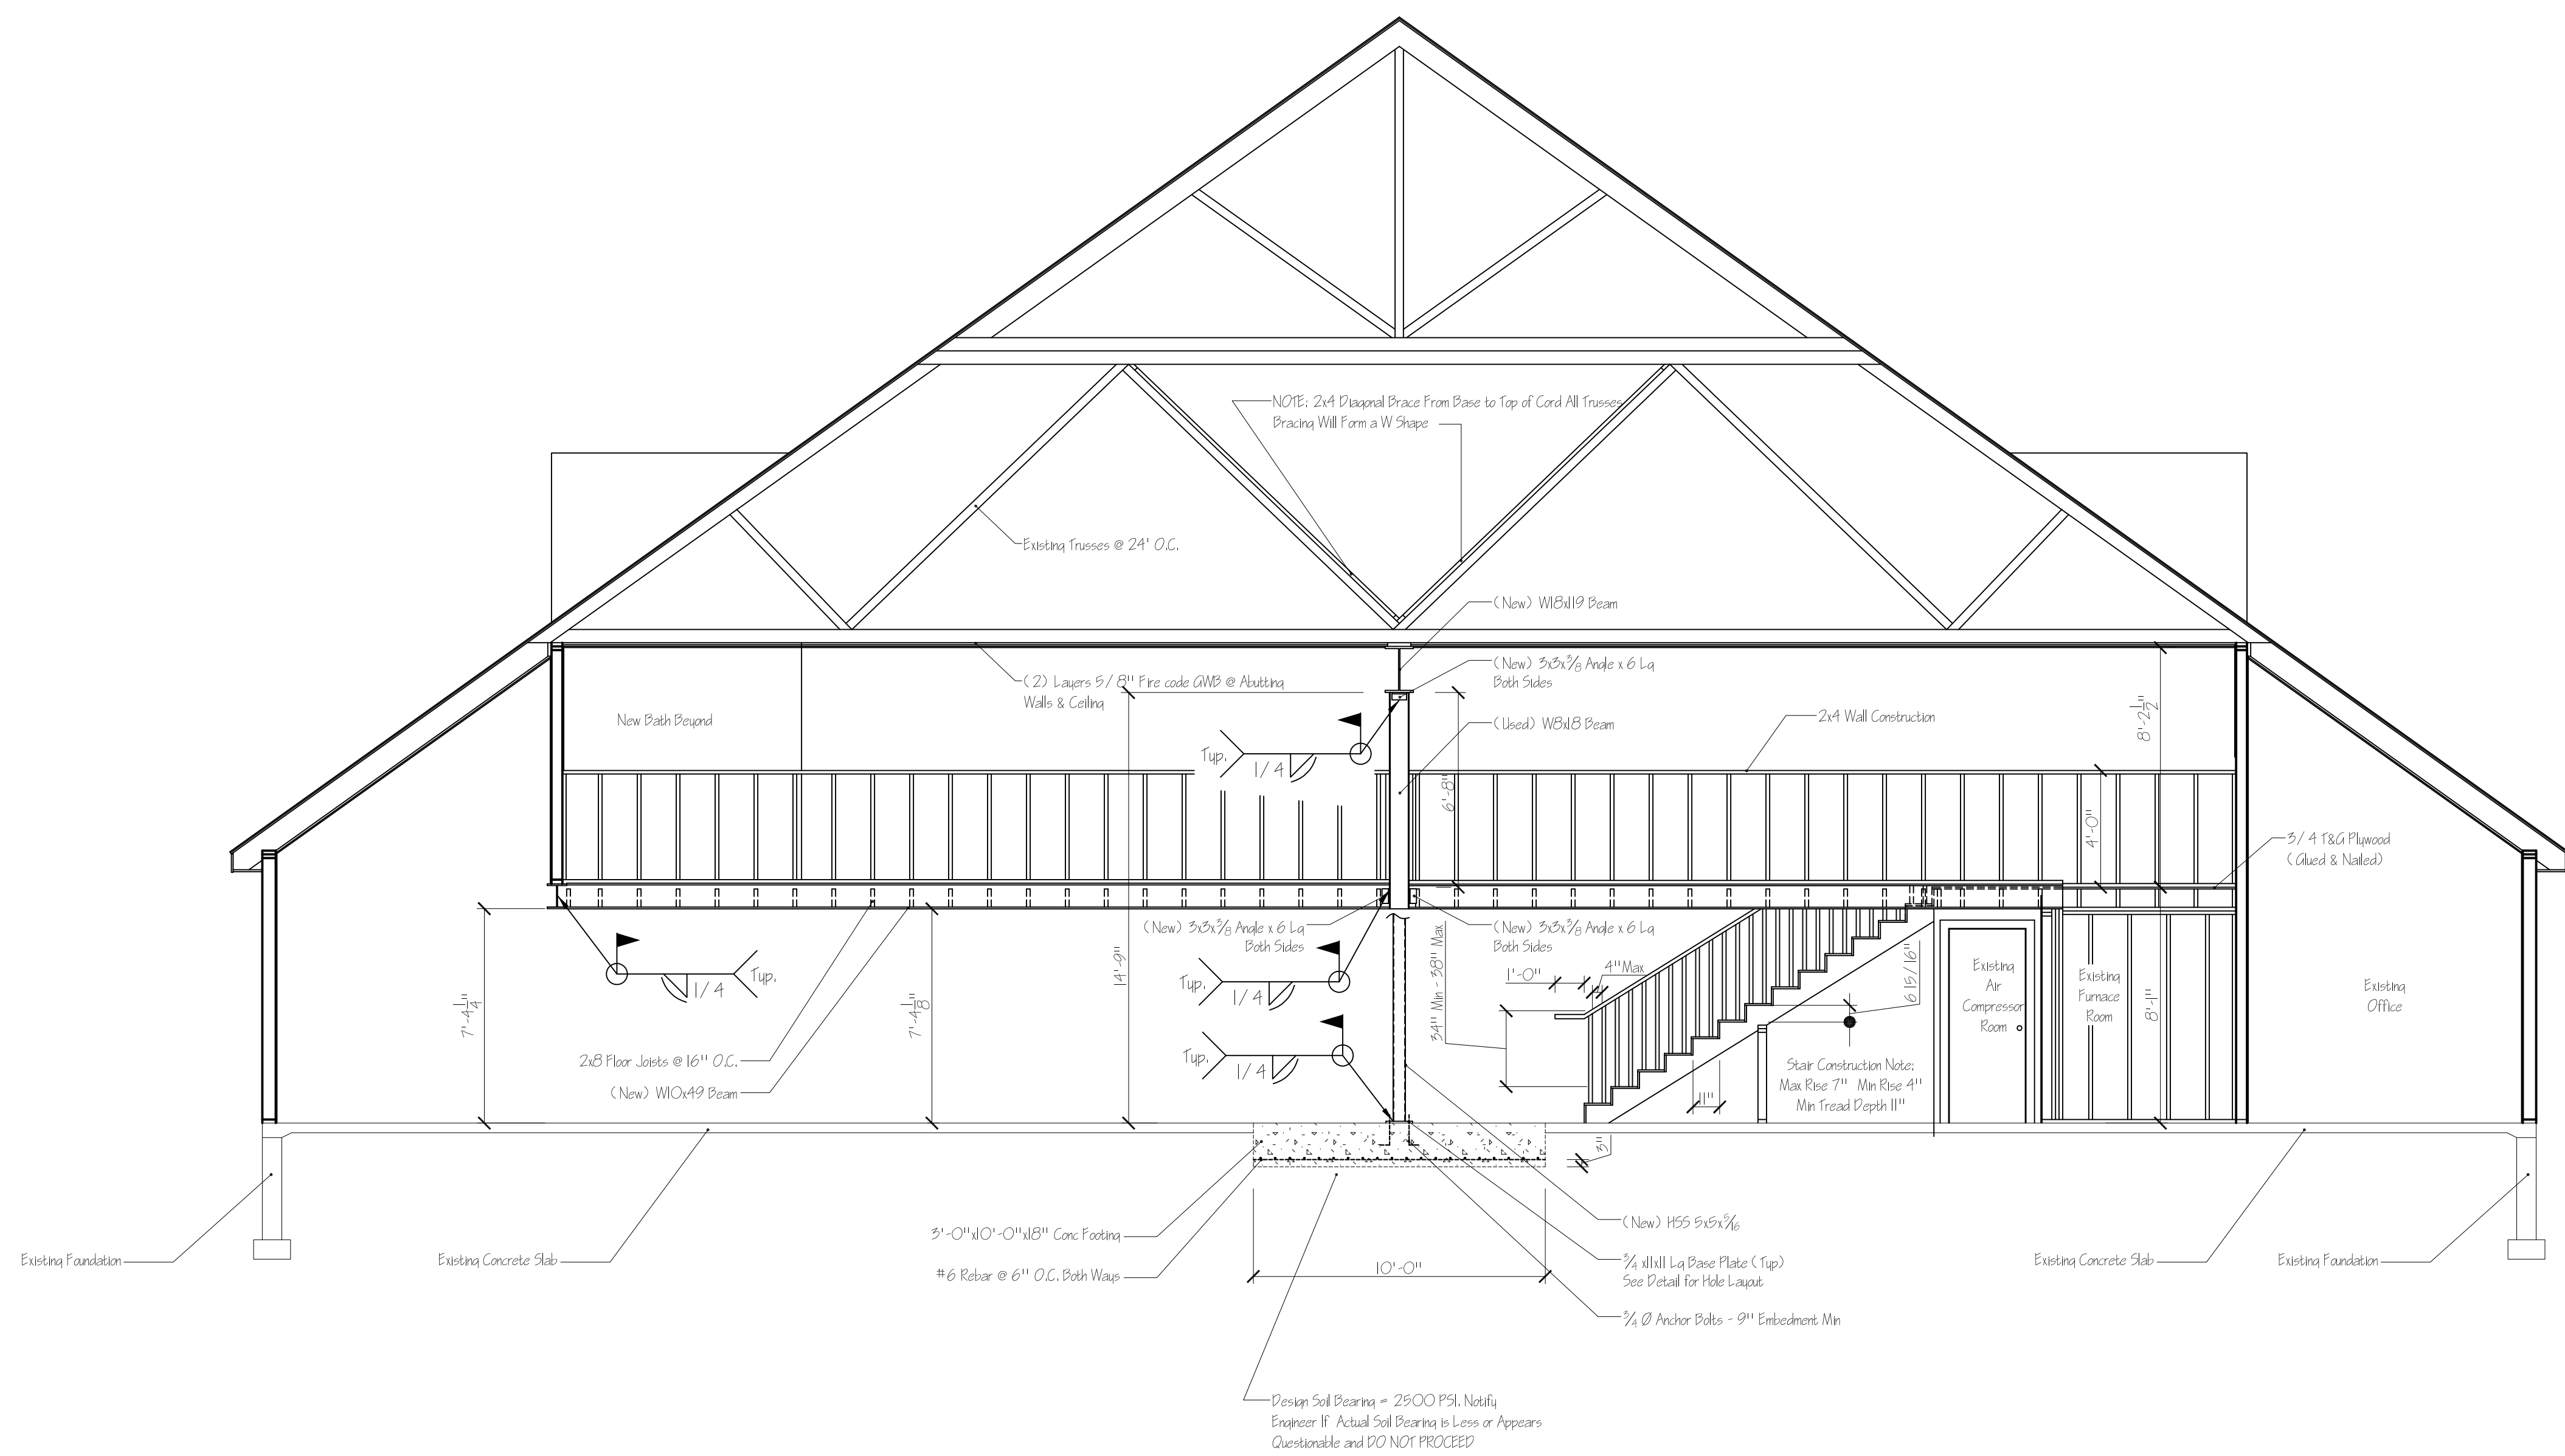 NOTE: 2x4 Diagonal Brace From Base to Top of Cord All Trusses
Bracing Will Form a W Shape
Existing Trusses @ 24' O.C.
(New) W18x119 Beam
(New) 3x3x3/8 Angle x 6 Lg
Both Sides
(2) Layers 5/8" Fire code GWB @ Abutting
Walls & Ceiling
New Bath Beyond
(Used) W8x18 Beam
2x4 Wall Construction
8'-2 1/2"
Typ.
1/4
6'-8"
4'-0"
3/4 T&G Plywood
(Glued & Nailed)
(New) 3x3x3/8 Angle x 6 Lg
Both Sides
(New) 3x3x3/8 Angle x 6 Lg
Both Sides
14'-9"
34" Min - 38" Max
1'-0"
4" Max
6 15/16"
Typ.
1/4
Typ.
1/4
Existing
Air
Compressor
Room
Existing
Furnace
Room
8'-1"
Existing
Office
7'-4 1/4"
7'-4 1/8"
2x8 Floor Joists @ 16" O.C.
(New) W10x49 Beam
Typ.
1/4
Stair Construction Note:
Max Rise 7" Min Rise 4"
Min Tread Depth 11"
11"
3"
3'-0"x10'-0"x18" Conc Footing
#6 Rebar @ 6" O.C. Both Ways
10'-0"
(New) HSS 5x5x5/16
3/4 x11x11 Lg Base Plate (Typ)
See Detail for Hole Layout
3/4 Ø Anchor Bolts - 9" Embedment Min
Existing Foundation
Existing Concrete Slab
Existing Concrete Slab
Existing Foundation
Design Soil Bearing = 2500 PSI. Notify
Engineer If Actual Soil Bearing is Less or Appears
Questionable and DO NOT PROCEED